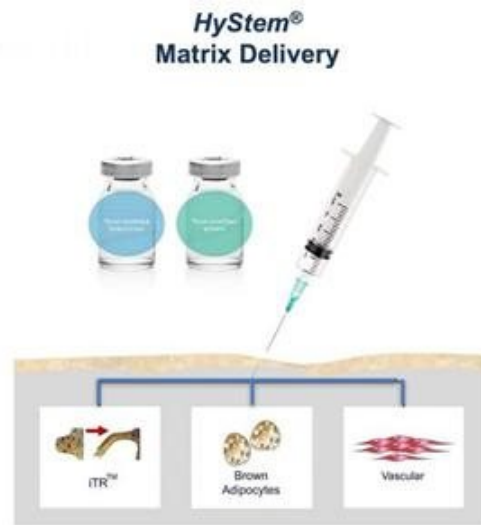 HyStem®
Matrix Delivery
iTR™
Brown
Adipocytes
Vascular